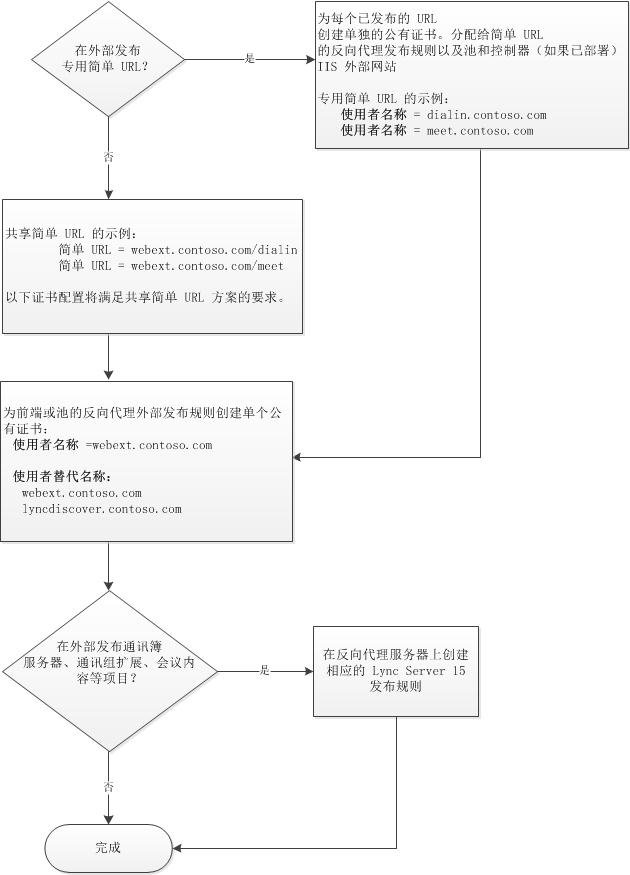 在外部发布
专用简单 URL？
是
为每个已发布的 URL
创建单独的公有证书。分配给简单 URL
的反向代理发布规则以及池和控制器（如果已部署）
IIS 外部网站
专用简单 URL 的示例：
使用者名称 = dialin.contoso.com
使用者名称 = meet.contoso.com
否
共享简单 URL 的示例：
简单 URL = webext.contoso.com/dialin
简单 URL = webext.contoso.com/meet
以下证书配置将满足共享简单 URL 方案的要求。
为前端或池的反向代理外部发布规则创建单个公
有证书：
使用者名称 =webext.contoso.com
使用者替代名称：
webext.contoso.com
lyncdiscover.contoso.com
在外部发布通讯簿
服务器、通讯组扩展、会议内
容等项目？
是
在反向代理服务器上创建
相应的 Lync Server 15
发布规则
否
完成